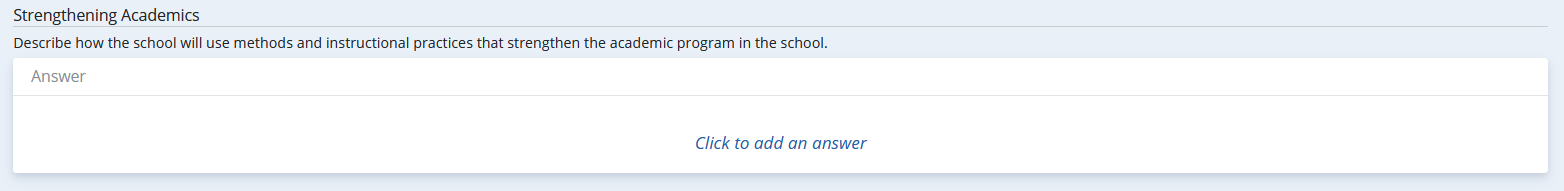 Strengthening Academics
Describe how the school will use methods and instructional practices that strengthen the academic program in the school.
Answer
Click to add an answer